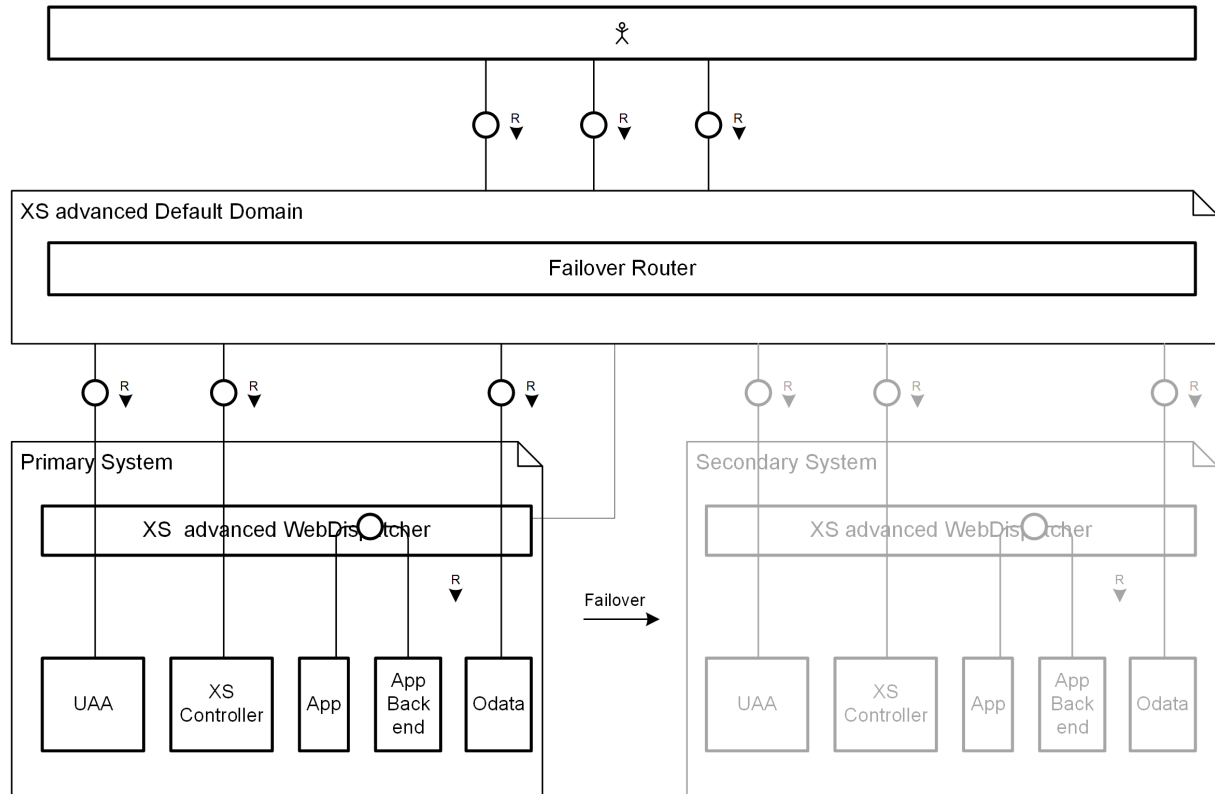 R R R
XS advanced Default Domain
Failover Router
R R R R R R
Primary System
Secondary System
XS advanced WebDispatcher
XS advanced WebDispatcher
R
R
Failover
UAA
XS
Controller
App
App
Back
end
Odata
UAA
XS
Controller
App
App
Back
end
Odata